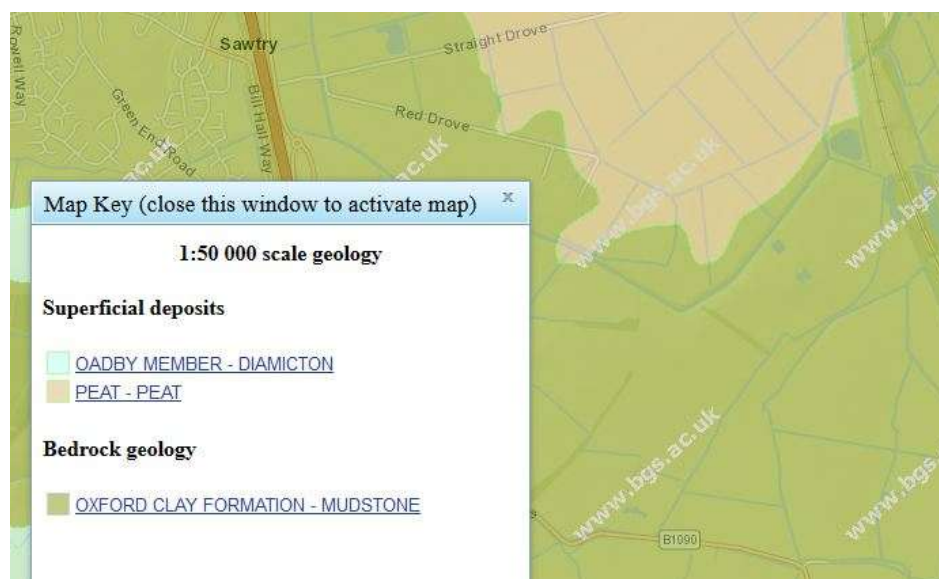 Sawtry
Straight Drove
Rowell Way
Green End Road
Bill Hall Way
Red Drove
ac.uk
ac.uk
www.bgs.ac.uk
www.bgs
Map Key (close this window to activate map) x
1:50 000 scale geology
Superficial deposits
OADBY MEMBER - DIAMICTON
PEAT - PEAT
Bedrock geology
OXFORD CLAY FORMATION - MUDSTONE
www.bgs.ac.uk
www.bgs
s
B1090